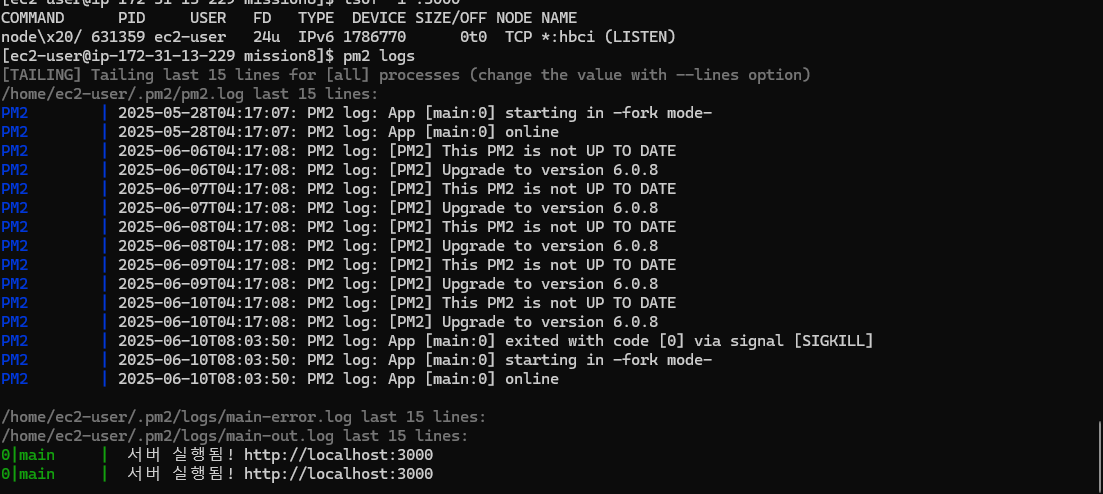 [ec2-user@ip-172-31-13-229 mission8]$ lsof -i :3000
COMMAND     PID     USER   FD   TYPE  DEVICE SIZE/OFF NODE NAME
node\x20/ 631359 ec2-user   24u  IPv6 1786770      0t0  TCP *:hbci (LISTEN)
[ec2-user@ip-172-31-13-229 mission8]$ pm2 logs
[TAILING] Tailing last 15 lines for [all] processes (change the value with --lines option)
/home/ec2-user/.pm2/pm2.log last 15 lines:
PM2        | 2025-05-28T04:17:07: PM2 log: App [main:0] starting in -fork mode-
PM2        | 2025-05-28T04:17:07: PM2 log: App [main:0] online
PM2        | 2025-06-06T04:17:08: PM2 log: [PM2] This PM2 is not UP TO DATE
PM2        | 2025-06-06T04:17:08: PM2 log: [PM2] Upgrade to version 6.0.8
PM2        | 2025-06-07T04:17:08: PM2 log: [PM2] This PM2 is not UP TO DATE
PM2        | 2025-06-07T04:17:08: PM2 log: [PM2] Upgrade to version 6.0.8
PM2        | 2025-06-08T04:17:08: PM2 log: [PM2] This PM2 is not UP TO DATE
PM2        | 2025-06-08T04:17:08: PM2 log: [PM2] Upgrade to version 6.0.8
PM2        | 2025-06-09T04:17:08: PM2 log: [PM2] This PM2 is not UP TO DATE
PM2        | 2025-06-09T04:17:08: PM2 log: [PM2] Upgrade to version 6.0.8
PM2        | 2025-06-10T04:17:08: PM2 log: [PM2] This PM2 is not UP TO DATE
PM2        | 2025-06-10T04:17:08: PM2 log: [PM2] Upgrade to version 6.0.8
PM2        | 2025-06-10T08:03:50: PM2 log: App [main:0] exited with code [0] via signal [SIGKILL]
PM2        | 2025-06-10T08:03:50: PM2 log: App [main:0] starting in -fork mode-
PM2        | 2025-06-10T08:03:50: PM2 log: App [main:0] online
/home/ec2-user/.pm2/logs/main-error.log last 15 lines:
/home/ec2-user/.pm2/logs/main-out.log last 15 lines:
0|main     |  서버 실행됨! http://localhost:3000
0|main     |  서버 실행됨! http://localhost:3000